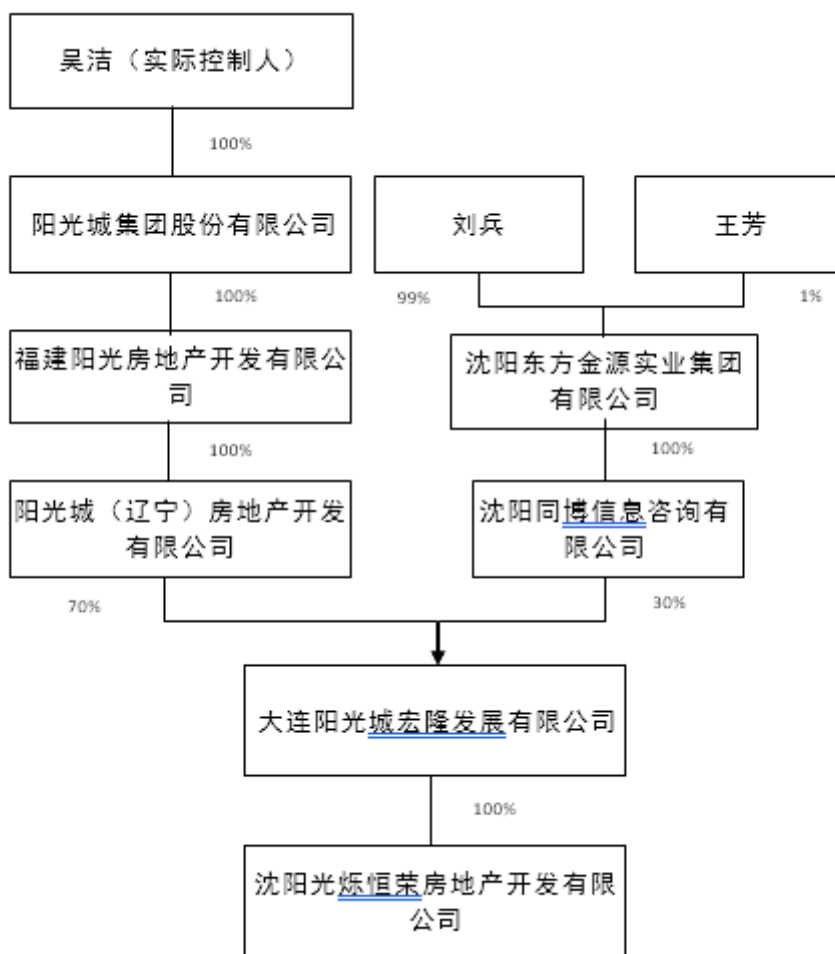 吴洁（实际控制人）
100%
阳光城集团股份有限公司
刘兵
王芳
100%
99%
1%
福建阳光房地产开发有限公
司
沈阳东方金源实业集团
有限公司
100%
100%
阳光城（辽宁）房地产开发
有限公司
沈阳同博信息咨询有
限公司
70%
30%
大连阳光城宏隆发展有限公司
100%
沈阳光烁恒荣房地产开发有限
公司